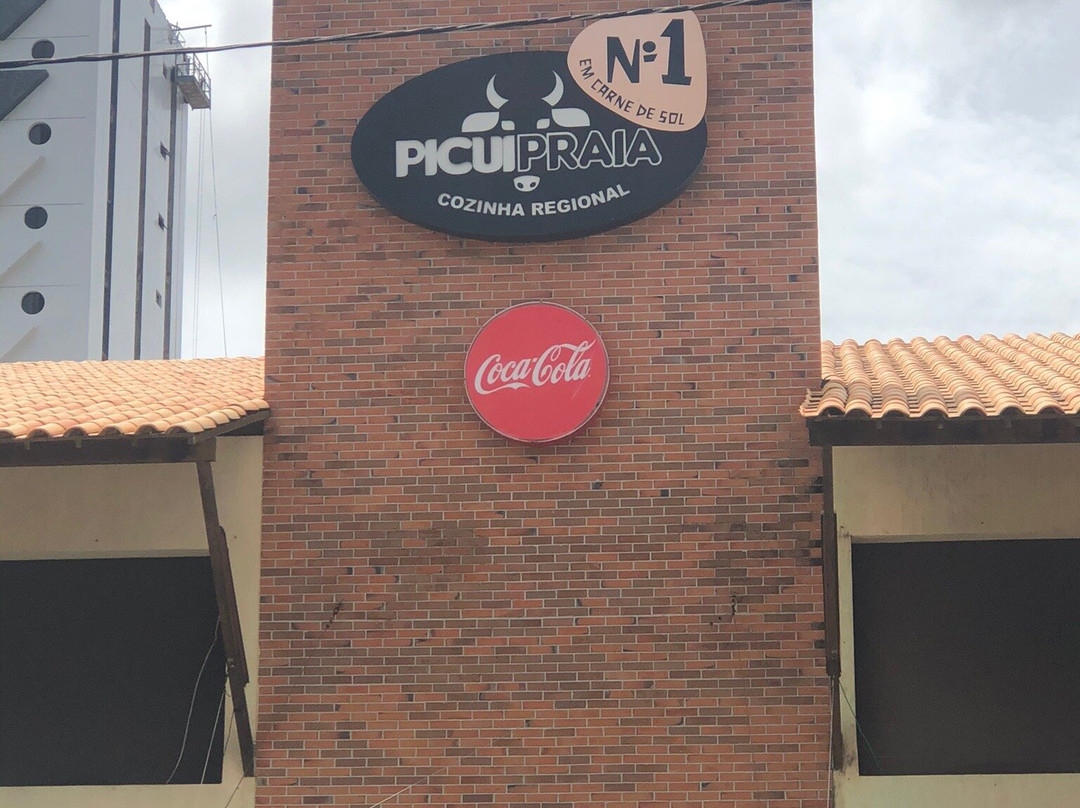 Nº1
EM CARNE DE SOL
PICUIPRAIA
COZINHA REGIONAL
Coca-Cola